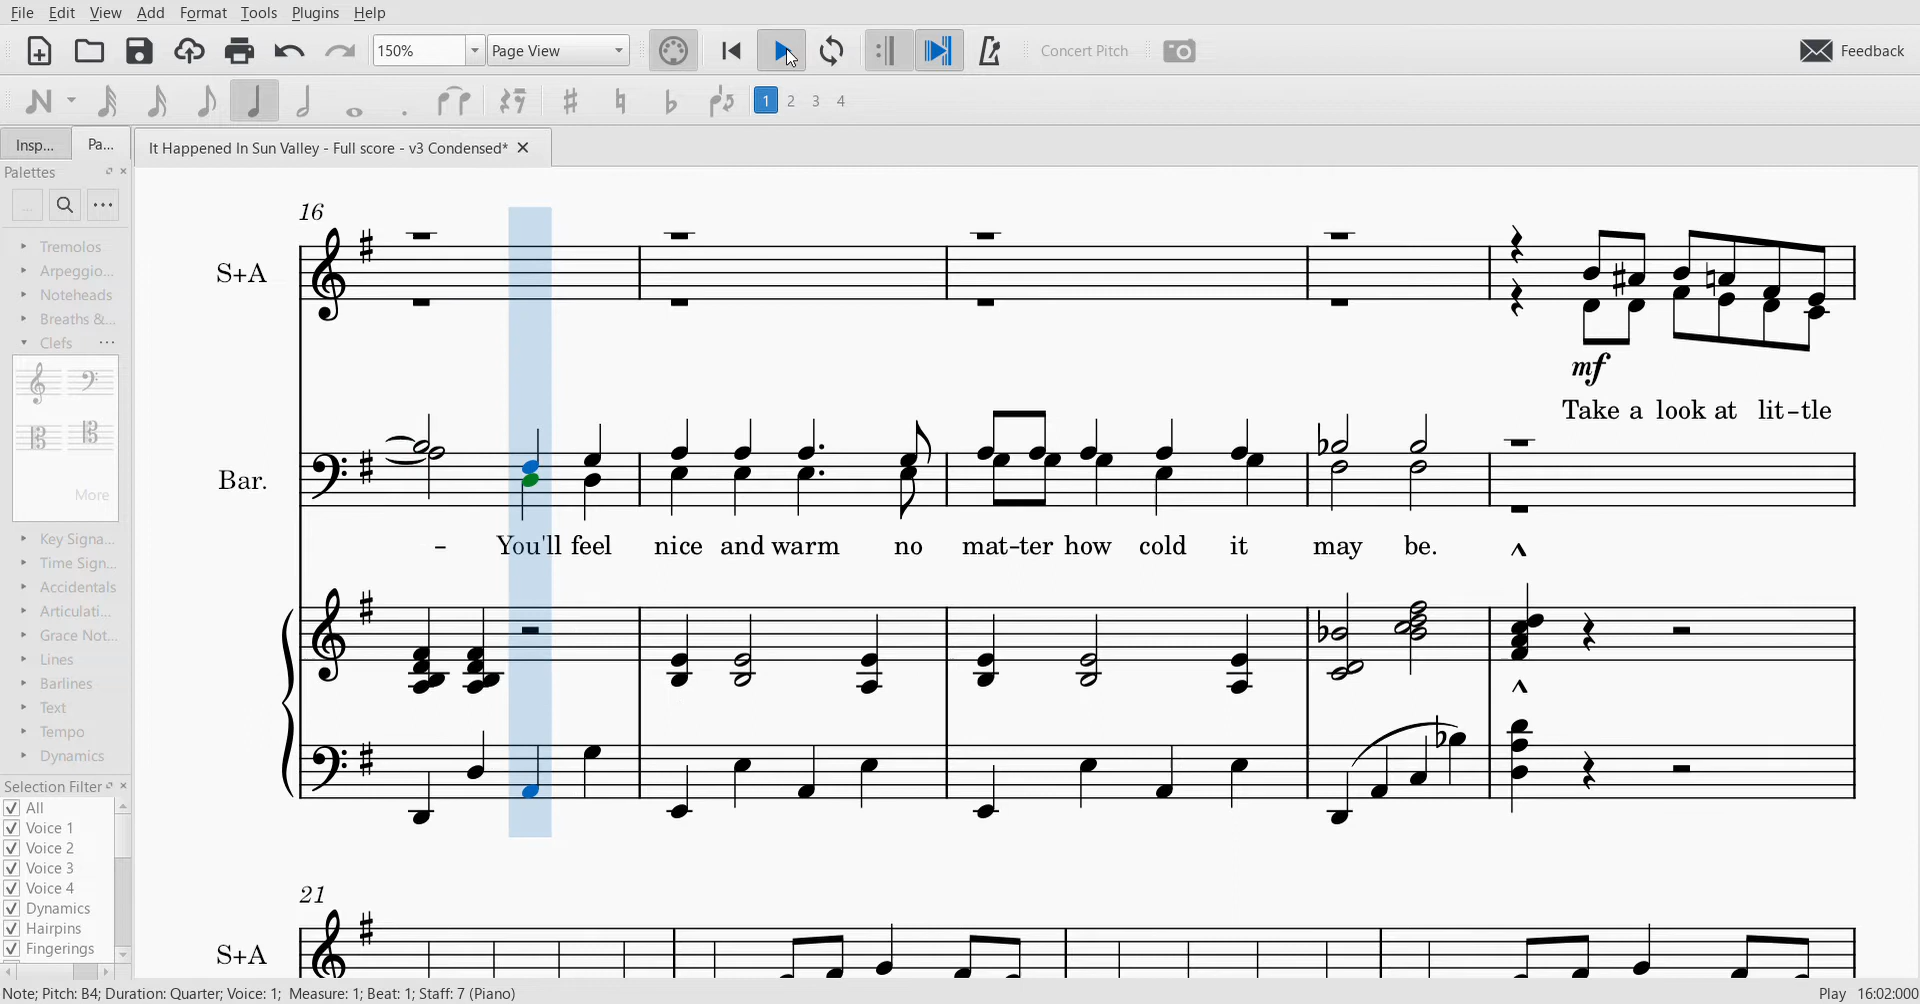 File Edit View Add Format Tools Plugins Help
150% Page View Concert Pitch Feedback
1 2 3 4
Insp... Pa... It Happened In Sun Valley - Full score - v3 Condensed*
Palettes
...
Tremolos
Arpeggio...
Noteheads
Breaths &...
Clefs ...
More
Key Signa...
Time Sign...
Accidentals
Articulati...
Grace Not...
Lines
Barlines
Text
Tempo
Dynamics
Selection Filter
All
Voice 1
Voice 2
Voice 3
Voice 4
Dynamics
Hairpins
Fingerings
16
S+A
mf
Take a look at lit-tle
Bar.
- You'll feel nice and warm no mat-ter how cold it may be.
21
S+A
Note; Pitch: B4; Duration: Quarter; Voice: 1; Measure: 1; Beat: 1; Staff: 7 (Piano) Play 16:02:000